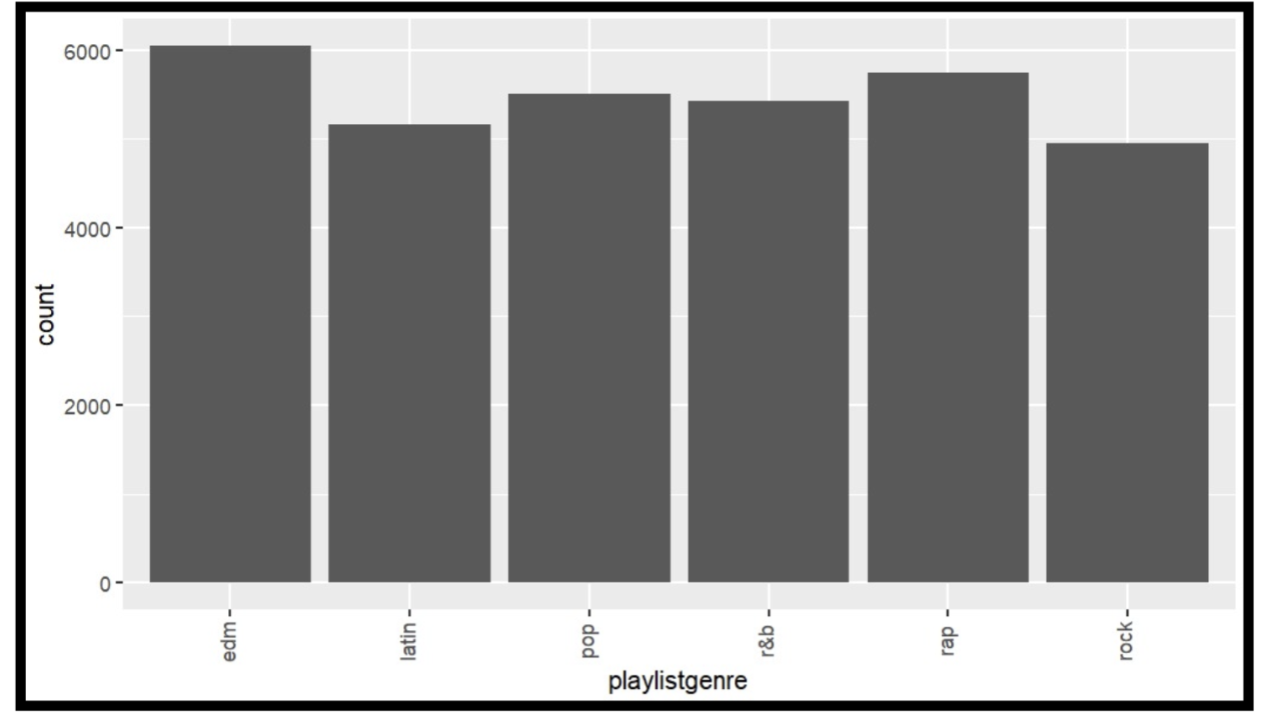 6000
4000
2000
0
count
edm
latin
pop
r&b
rap
rock
playlistgenre